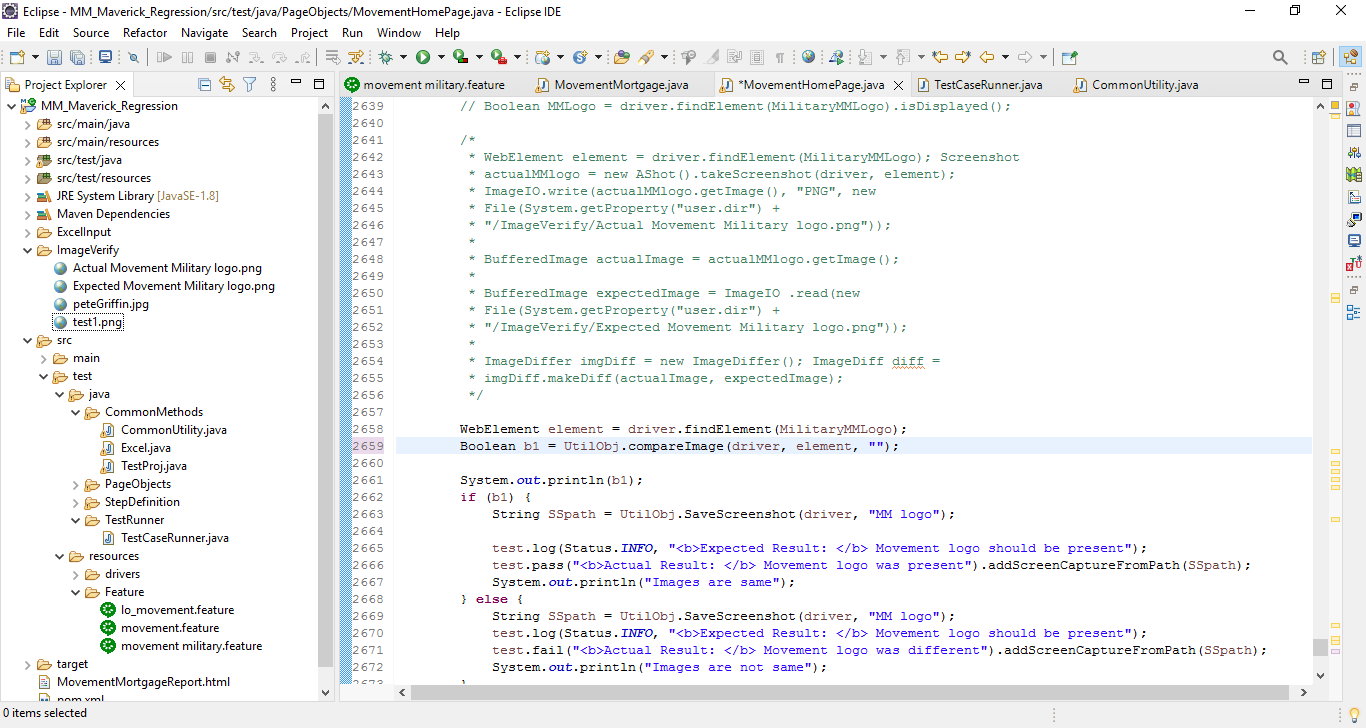 Eclipse - MM_Maverick_Regression/src/test/java/PageObjects/MovementHomePage.java - Eclipse IDE
File Edit Source Refactor Navigate Search Project Run Window Help
Project Explorer
MM_Maverick_Regression
src/main/java
src/main/resources
src/test/java
src/test/resources
JRE System Library [JavaSE-1.8]
Maven Dependencies
ExcelInput
ImageVerify
Actual Movement Military logo.png
Expected Movement Military logo.png
peteGriffin.jpg
test1.png
src
main
test
java
CommonMethods
CommonUtility.java
Excel.java
TestProj.java
PageObjects
StepDefinition
TestRunner
TestCaseRunner.java
resources
drivers
Feature
lo_movement.feature
movement.feature
movement military.feature
target
MovementMortgageReport.html
pom.xml
movement military.feature MovementMortgage.java *MovementHomePage.java TestCaseRunner.java CommonUtility.java
2639 // Boolean MMLogo = driver.findElement(MilitaryMMLogo).isDisplayed();
2640
2641 /*
2642 * WebElement element = driver.findElement(MilitaryMMLogo); Screenshot
2643 * actualMMlogo = new AShot().takeScreenshot(driver, element);
2644 * ImageIO.write(actualMMlogo.getImage(), "PNG", new
2645 * File(System.getProperty("user.dir") +
2646 * "/ImageVerify/Actual Movement Military logo.png"));
2647 *
2648 * BufferedImage actualImage = actualMMlogo.getImage();
2649 *
2650 * BufferedImage expectedImage = ImageIO .read(new
2651 * File(System.getProperty("user.dir") +
2652 * "/ImageVerify/Expected Movement Military logo.png"));
2653 *
2654 * ImageDiffer imgDiff = new ImageDiffer(); ImageDiff diff =
2655 * imgDiff.makeDiff(actualImage, expectedImage);
2656 */
2657
2658 WebElement element = driver.findElement(MilitaryMMLogo);
2659 Boolean b1 = UtilObj.compareImage(driver, element, "");
2660
2661 System.out.println(b1);
2662 if (b1) {
2663 String SSpath = UtilObj.SaveScreenshot(driver, "MM logo");
2664
2665 test.log(Status.INFO, "<b>Expected Result: </b> Movement logo should be present");
2666 test.pass("<b>Actual Result: </b> Movement logo was present").addScreenCaptureFromPath(SSpath);
2667 System.out.println("Images are same");
2668 } else {
2669 String SSpath = UtilObj.SaveScreenshot(driver, "MM logo");
2670 test.log(Status.INFO, "<b>Expected Result: </b> Movement logo should be present");
2671 test.fail("<b>Actual Result: </b> Movement logo was different").addScreenCaptureFromPath(SSpath);
2672 System.out.println("Images are not same");
2673 }
0 items selected